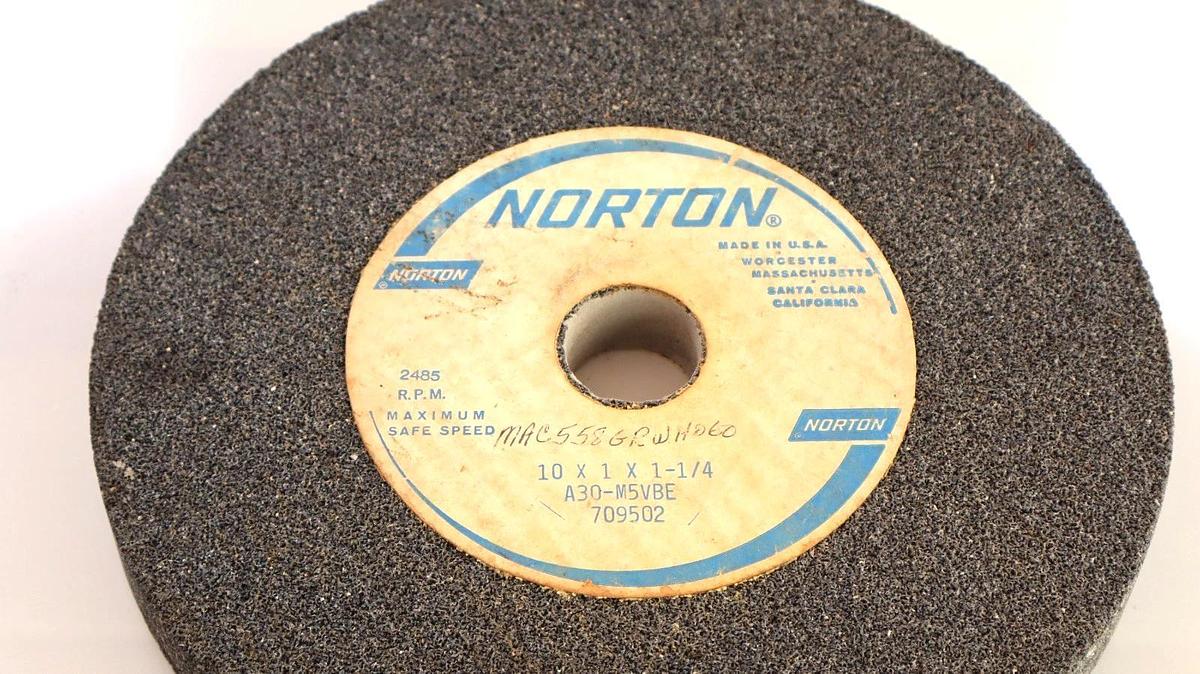 NORTON®
MADE IN U.S.A.
WORCESTER
MASSACHUSETTS
SANTA CLARA
CALIFORNIA
NORTON
2485
R.P.M.
MAXIMUM
SAFE SPEED
NORTON
10 X 1 X 1-1/4
A30-M5VBE
709502